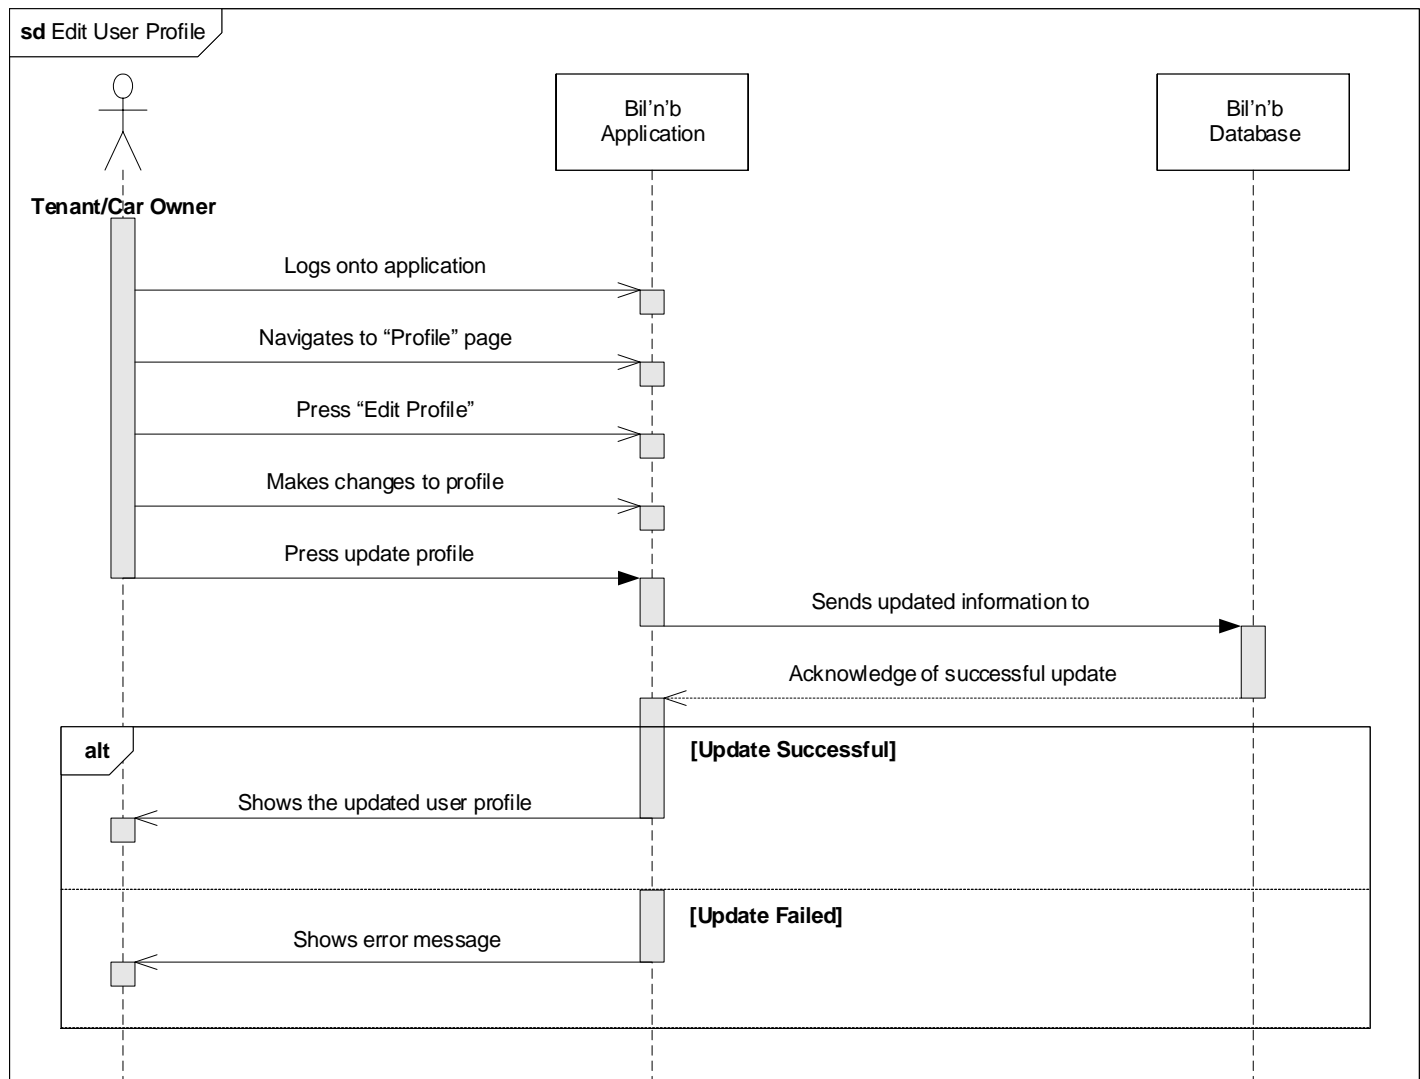 sd Edit User Profile
Bil’n’b
Application
Bil’n’b
Database
Tenant/Car Owner
Logs onto application
Navigates to “Profile” page
Press “Edit Profile”
Makes changes to profile
Press update profile
Sends updated information to
Acknowledge of successful update
alt
[Update Successful]
Shows the updated user profile
[Update Failed]
Shows error message